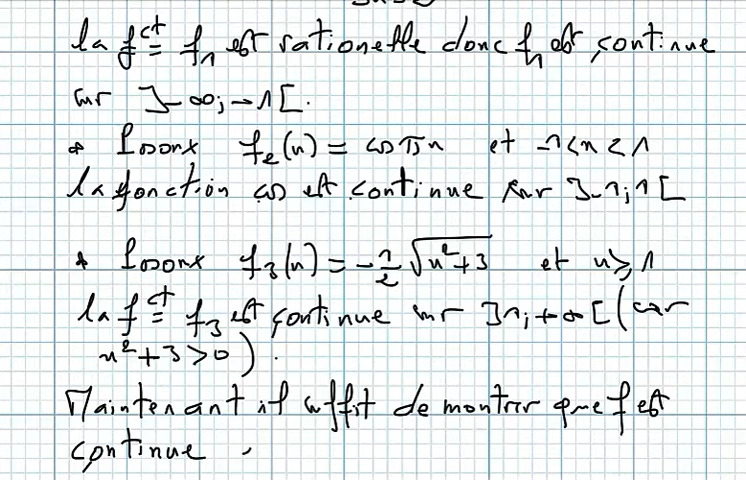 la fct f₁ est rationelle donc f₁ est continue
sur ]-∞; -1[.
* Posons f₂(x) = cos πx et -1<x<1
la fonction cos est continue sur ]-1;1[
* Posons f₃(x) = -1/2 √(x²+3) et x≥1
la fct f₃ est continue sur ]1;+∞[ (car
x²+3>0).
Maintenant il suffit de montrer que f est
continue